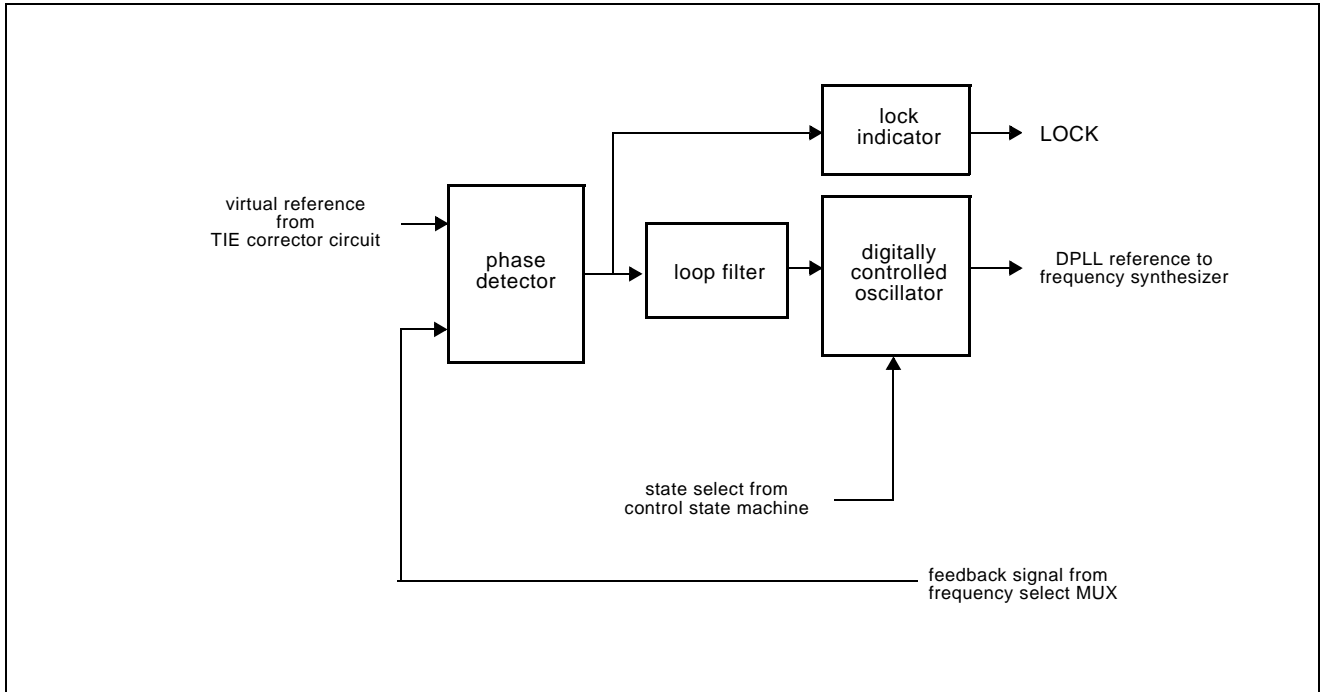 lock
indicator
LOCK
virtual reference
from
TIE corrector circuit
phase
detector
loop filter
digitally
controlled
oscillator
DPLL reference to
frequency synthesizer
state select from
control state machine
feedback signal from
frequency select MUX